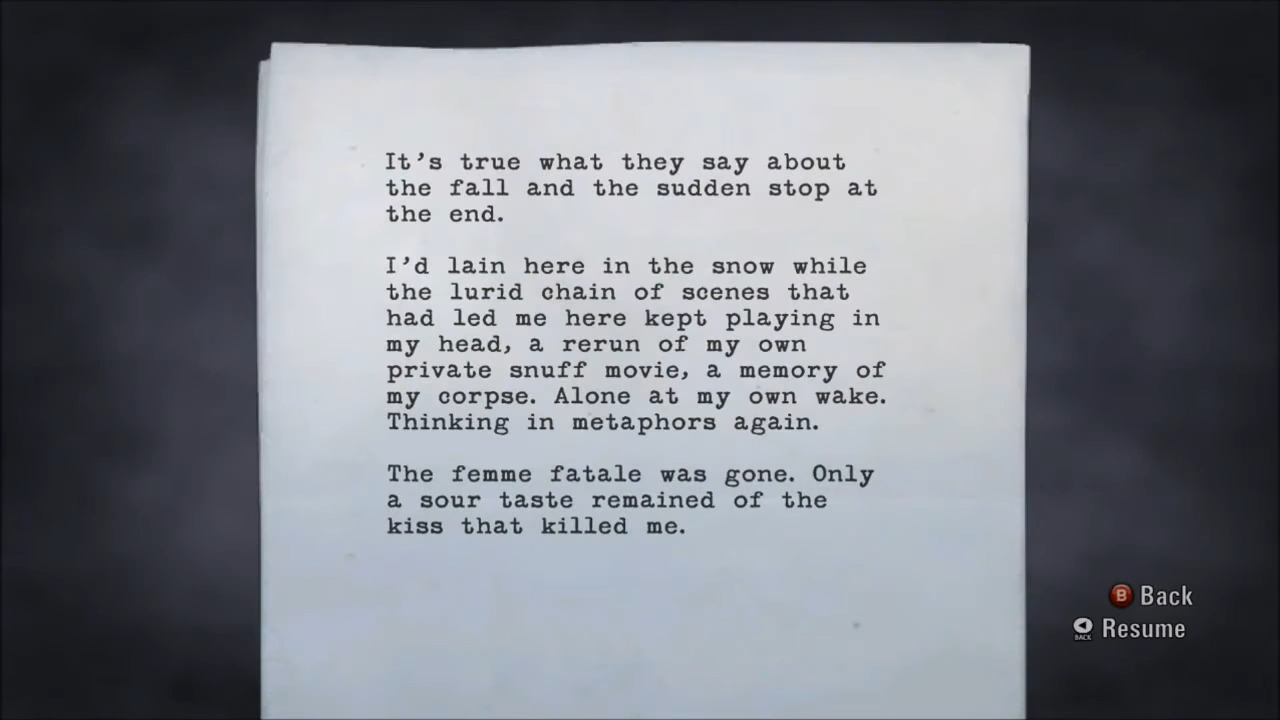 It's true what they say about
the fall and the sudden stop at
the end.
I'd lain here in the snow while
the lurid chain of scenes that
had led me here kept playing in
my head, a rerun of my own
private snuff movie, a memory of
my corpse. Alone at my own wake.
Thinking in metaphors again.
The femme fatale was gone. Only
a sour taste remained of the
kiss that killed me.
B Back
BACK Resume